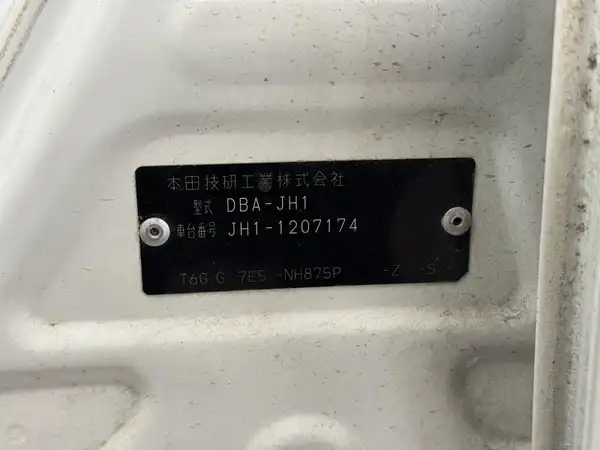 本田技研工業株式会社
型式 DBA-JH1
車台番号 JH1-1207174
T6G G 7E5 -NH875P -Z -S